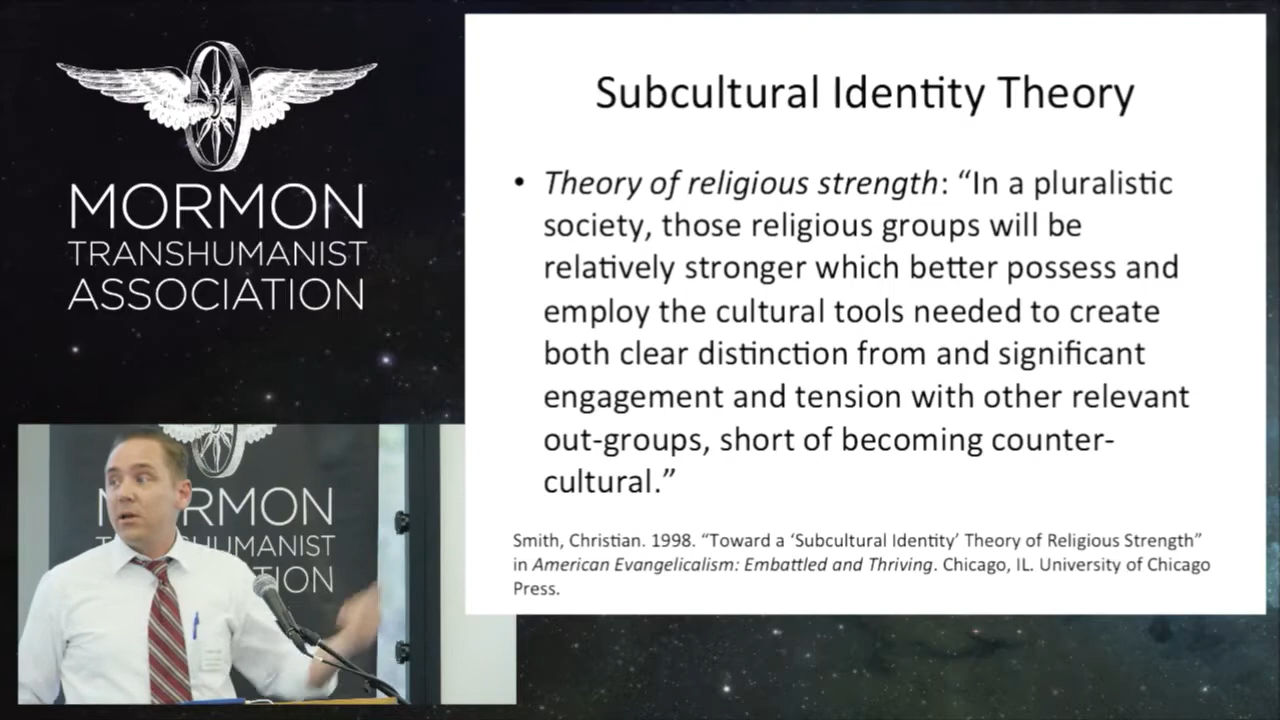 MORMON
TRANSHUMANIST
ASSOCIATION
Subcultural Identity Theory
• Theory of religious strength: “In a pluralistic
society, those religious groups will be
relatively stronger which better possess and
employ the cultural tools needed to create
both clear distinction from and significant
engagement and tension with other relevant
out-groups, short of becoming counter-
cultural.”
Smith, Christian. 1998. “Toward a ‘Subcultural Identity’ Theory of Religious Strength”
in American Evangelicalism: Embattled and Thriving. Chicago, IL. University of Chicago
Press.